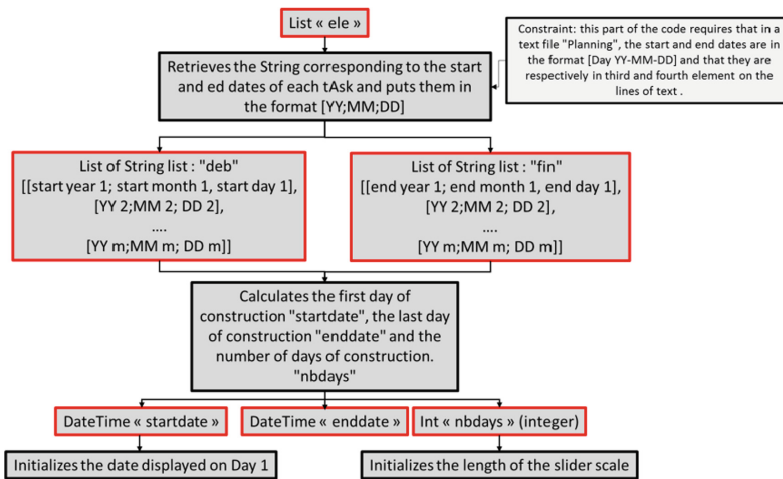 List « ele »
Constraint: this part of the code requires that in a
text file "Planning", the start and end dates are in
the format [Day YY-MM-DD] and that they are
respectively in third and fourth element on the
lines of text .
Retrieves the String corresponding to the start
and ed dates of each tAsk and puts them in
the format [YY;MM;DD]
List of String list : "deb"
[[start year 1; start month 1, start day 1],
[YY 2;MM 2; DD 2],
....
[YY m;MM m; DD m]]
List of String list : "fin"
[[end year 1; end month 1, end day 1],
[YY 2;MM 2; DD 2],
....
[YY m;MM m; DD m]]
Calculates the first day of
construction "startdate", the last day
of construction "enddate" and the
number of days of construction.
"nbdays"
DateTime « startdate »
DateTime « enddate »
Int « nbdays » (integer)
Initializes the date displayed on Day 1
Initializes the length of the slider scale